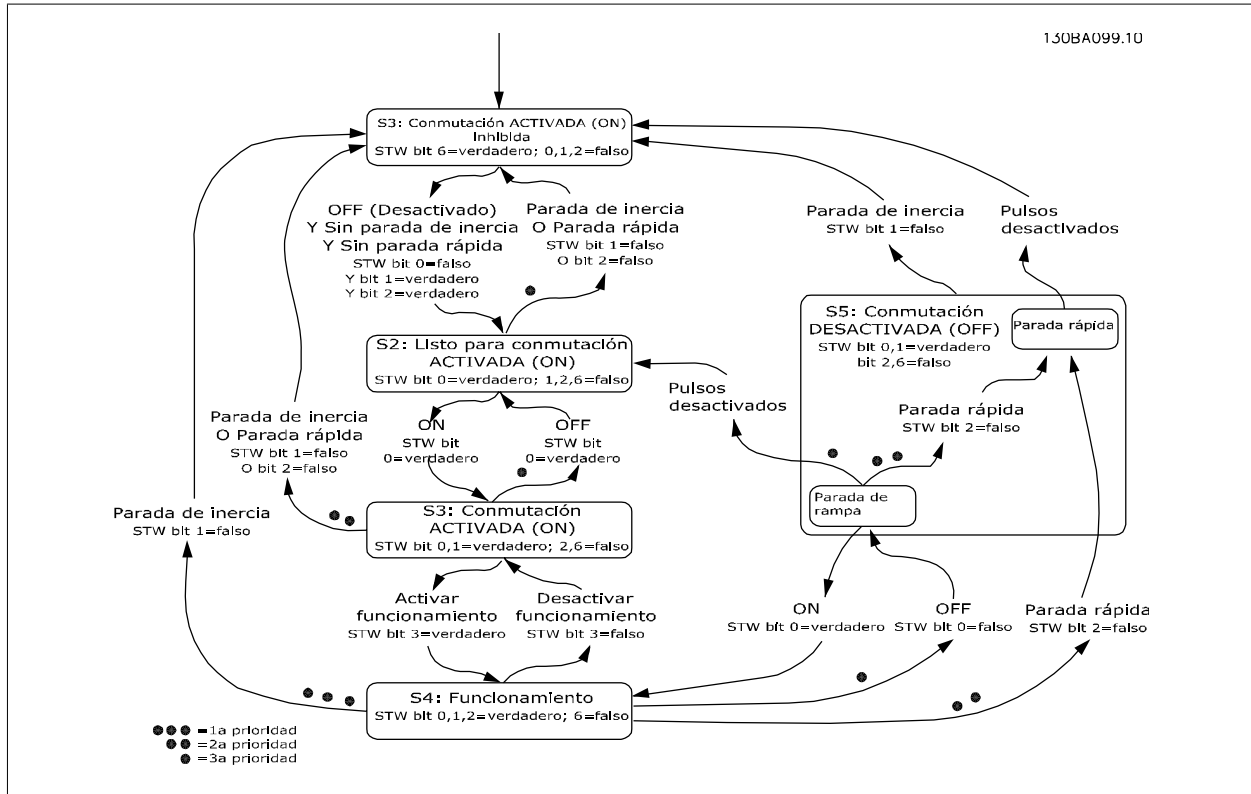 130BA099.10
S3: Conmutación ACTIVADA (ON)
Inhibida
STW bit 6=verdadero; 0,1,2=falso
OFF (Desactivado)
Y Sin parada de inercia
Y Sin parada rápida
STW bit 0=falso
Y bit 1=verdadero
Y bit 2=verdadero
Parada de inercia
O Parada rápida
STW bit 1=falso
O bit 2=falso
Parada de inercia
STW bit 1=falso
Pulsos
desactivados
S5: Conmutación
DESACTIVADA (OFF)
STW bit 0,1=verdadero
bit 2,6=falso
Parada rápida
S2: Listo para conmutación
ACTIVADA (ON)
STW bit 0=verdadero; 1,2,6=falso
Pulsos
desactivados
Parada rápida
STW bit 2=falso
Parada de inercia
O Parada rápida
STW bit 1=falso
O bit 2=falso
ON
STW bit
0=verdadero
OFF
STW bit
0=verdadero
Parada de
rampa
Parada de inercia
STW bit 1=falso
S3: Conmutación
ACTIVADA (ON)
STW bit 0,1=verdadero; 2,6=falso
Activar
funcionamiento
STW bit 3=verdadero
Desactivar
funcionamiento
STW bit 3=falso
ON
STW bit 0=verdadero
OFF
STW bit 0=falso
Parada rápida
STW bit 2=falso
S4: Funcionamiento
STW bit 0,1,2=verdadero; 6=falso
=1a prioridad
=2a prioridad
=3a prioridad